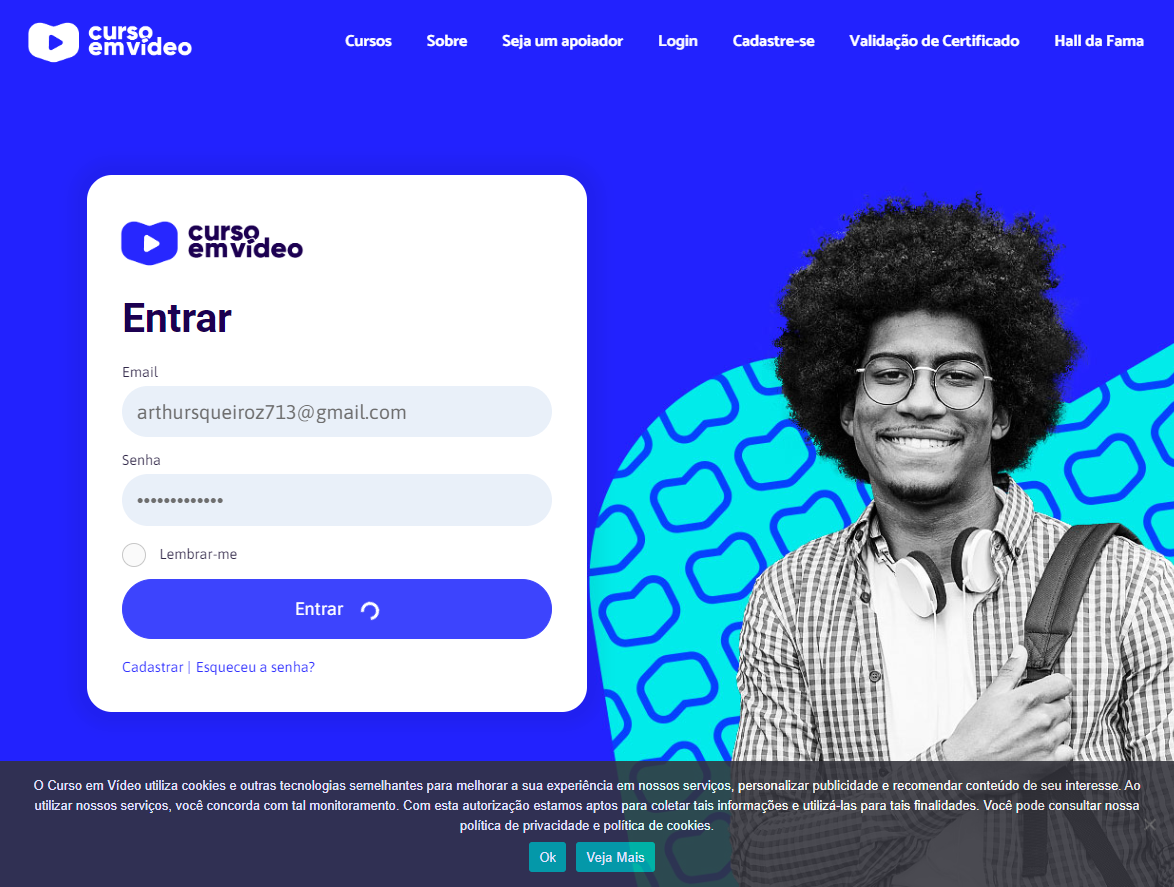 curso
em vídeo
Cursos Sobre Seja um apoiador Login Cadastre-se Validação de Certificado Hall da Fama
curso
em vídeo
Entrar
Email
arthursqueiroz713@gmail.com
Senha
•••••••••••••
Lembrar-me
Entrar
Cadastrar | Esqueceu a senha?
O Curso em Vídeo utiliza cookies e outras tecnologias semelhantes para melhorar a sua experiência em nossos serviços, personalizar publicidade e recomendar conteúdo de seu interesse. Ao
utilizar nossos serviços, você concorda com tal monitoramento. Com esta autorização estamos aptos para coletar tais informações e utilizá-las para tais finalidades. Você pode consultar nossa
política de privacidade e política de cookies.
Ok Veja Mais